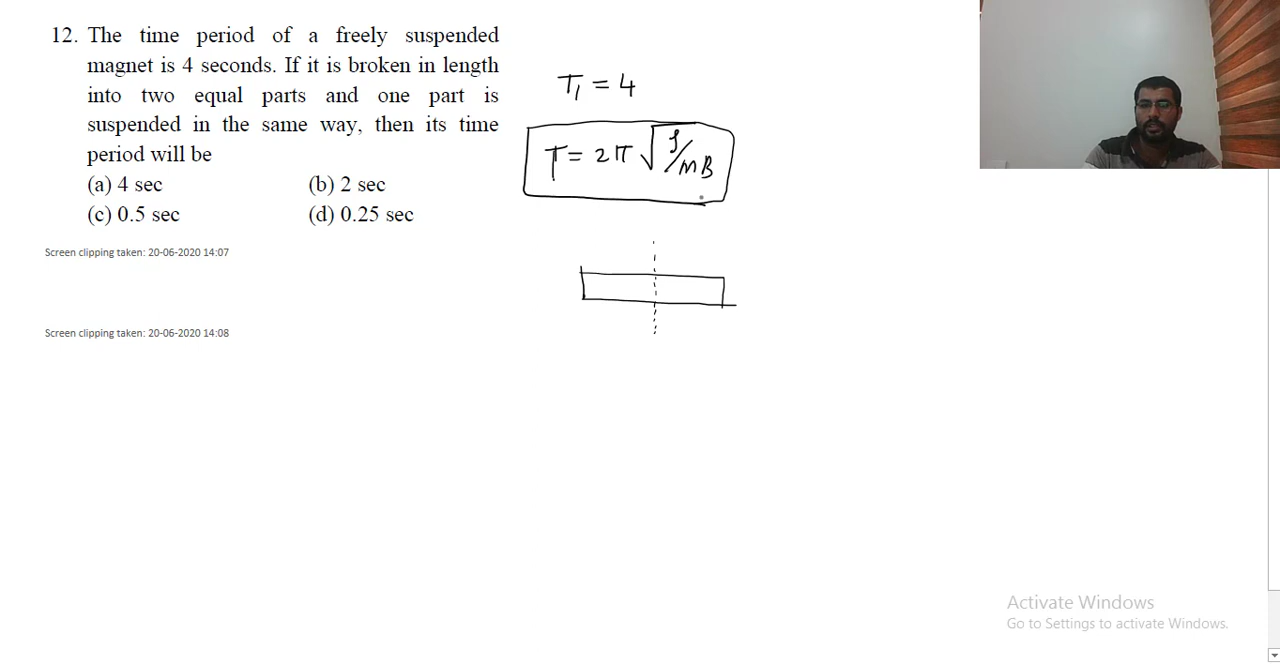 12. The time period of a freely suspended
magnet is 4 seconds. If it is broken in length
into two equal parts and one part is
suspended in the same way, then its time
period will be
(a) 4 sec (b) 2 sec
(c) 0.5 sec (d) 0.25 sec
Screen clipping taken: 20-06-2020 14:07
Screen clipping taken: 20-06-2020 14:08
T₁ = 4
T = 2π √I/MB
Activate Windows
Go to Settings to activate Windows.